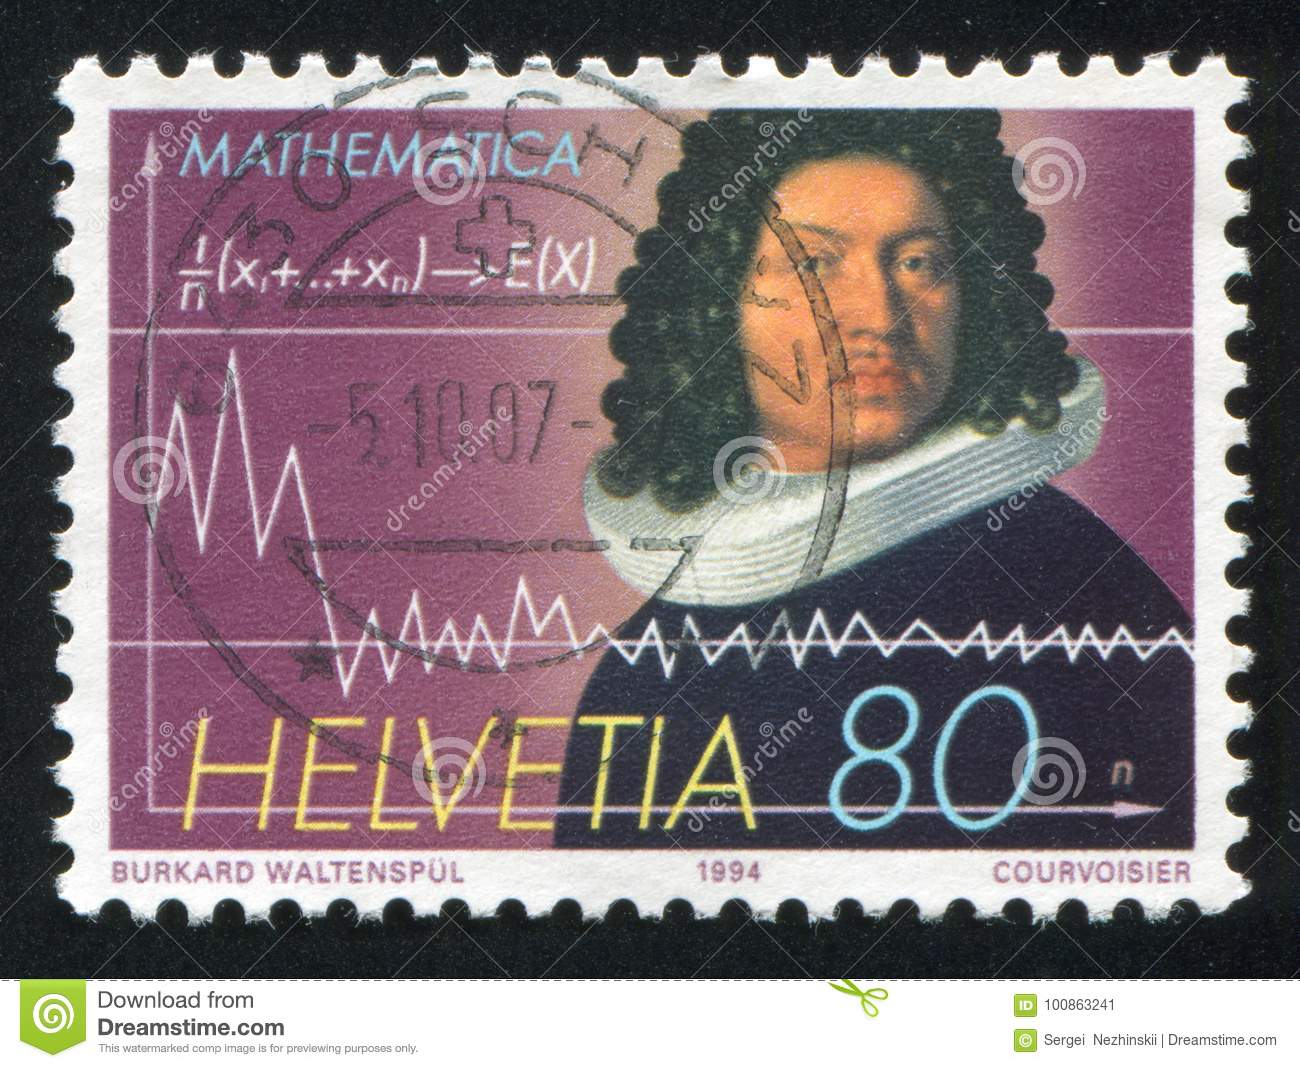 MATHEMATICA
1/n (x₁+...+xₙ) → E(X)
-5.10.07-
HELVETIA 80
n
BURKARD WALTENSPÜL 1994 COURVOISIER
Download from
Dreamstime.com
This watermarked comp image is for previewing purposes only.
ID 100863241
© Sergei Nezhinskii | Dreamstime.com